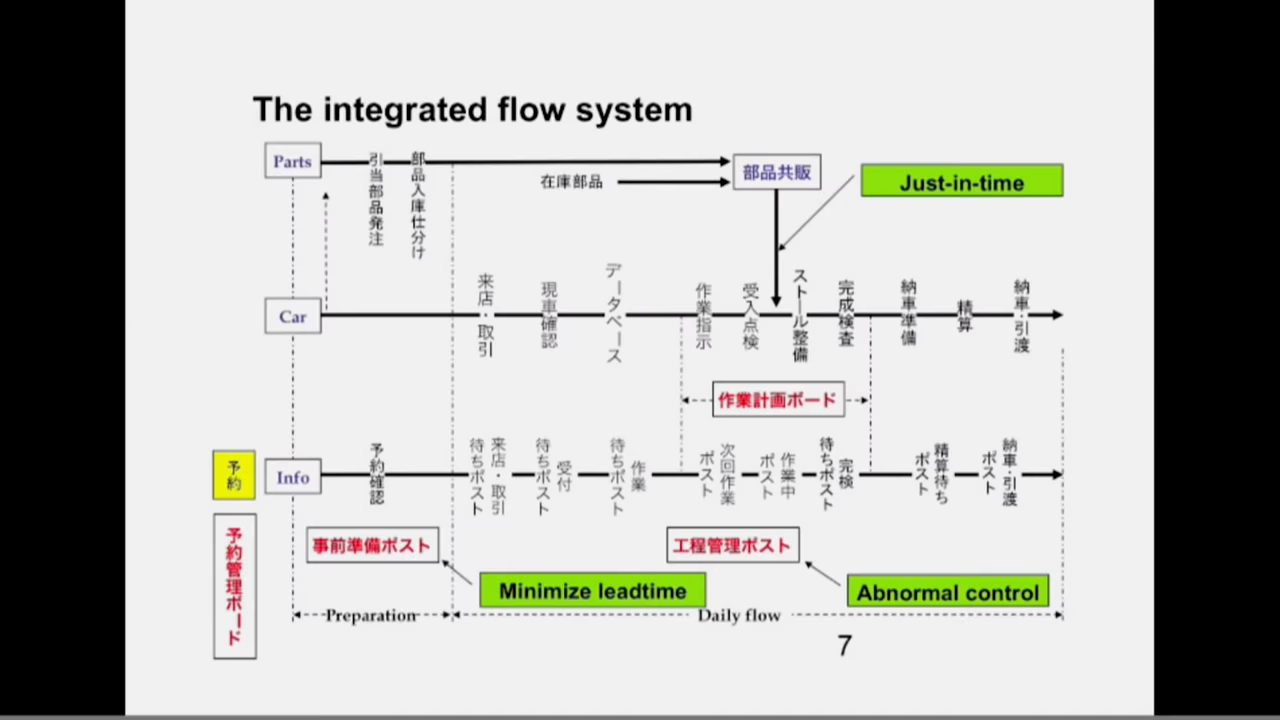 The integrated flow system
Parts
引当部品発注
部品入庫仕分け
在庫部品
部品共販
Just-in-time
Car
来店・取引
現車確認
データベース
作業指示
受入点検
ストール整備
完成検査
納車準備
精算
納車・引渡
作業計画ボード
予約
Info
予約確認
来店・取引
待ちポスト
受付
待ちポスト
作業
待ちポスト
次回作業
ポスト
作業中
ポスト
完検
待ちポスト
精算待ち
ポスト
納車・引渡
ポスト
予約管理ボード
事前準備ポスト
工程管理ポスト
Minimize leadtime
Abnormal control
Preparation
Daily flow
7